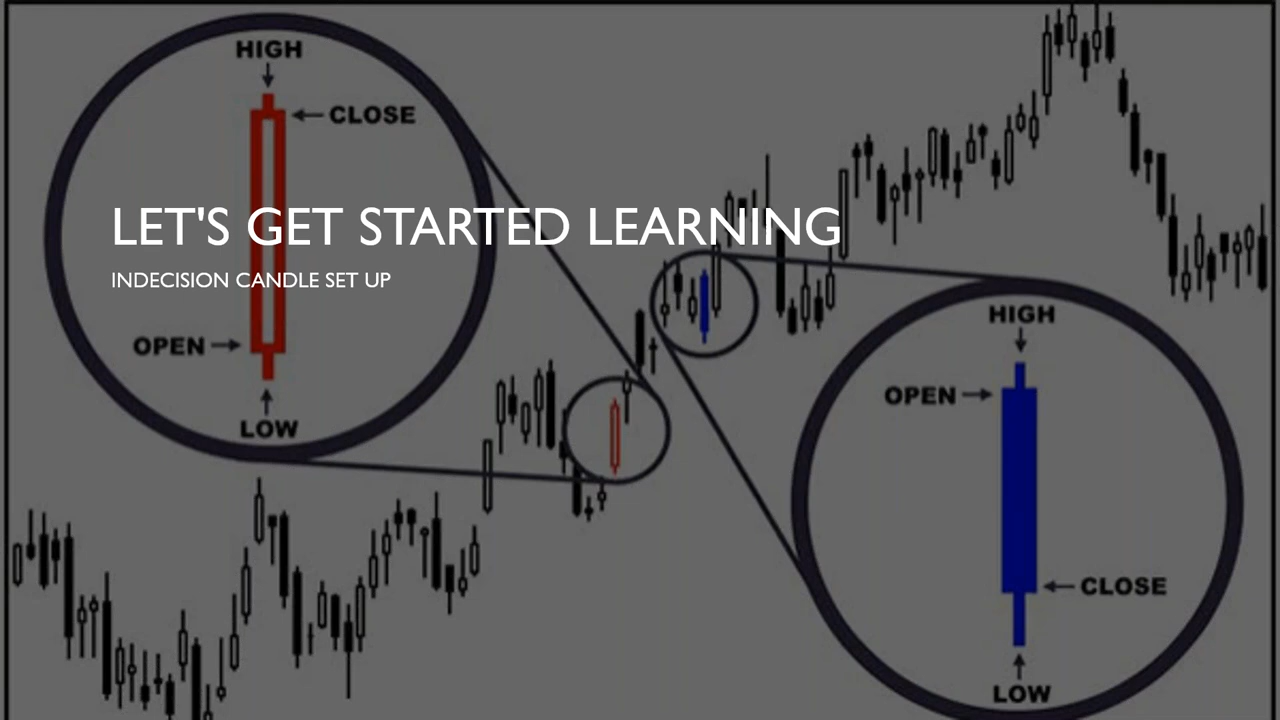 LET'S GET STARTED LEARNING
INDECISION CANDLE SET UP
HIGH
CLOSE
OPEN
LOW
HIGH
OPEN
CLOSE
LOW